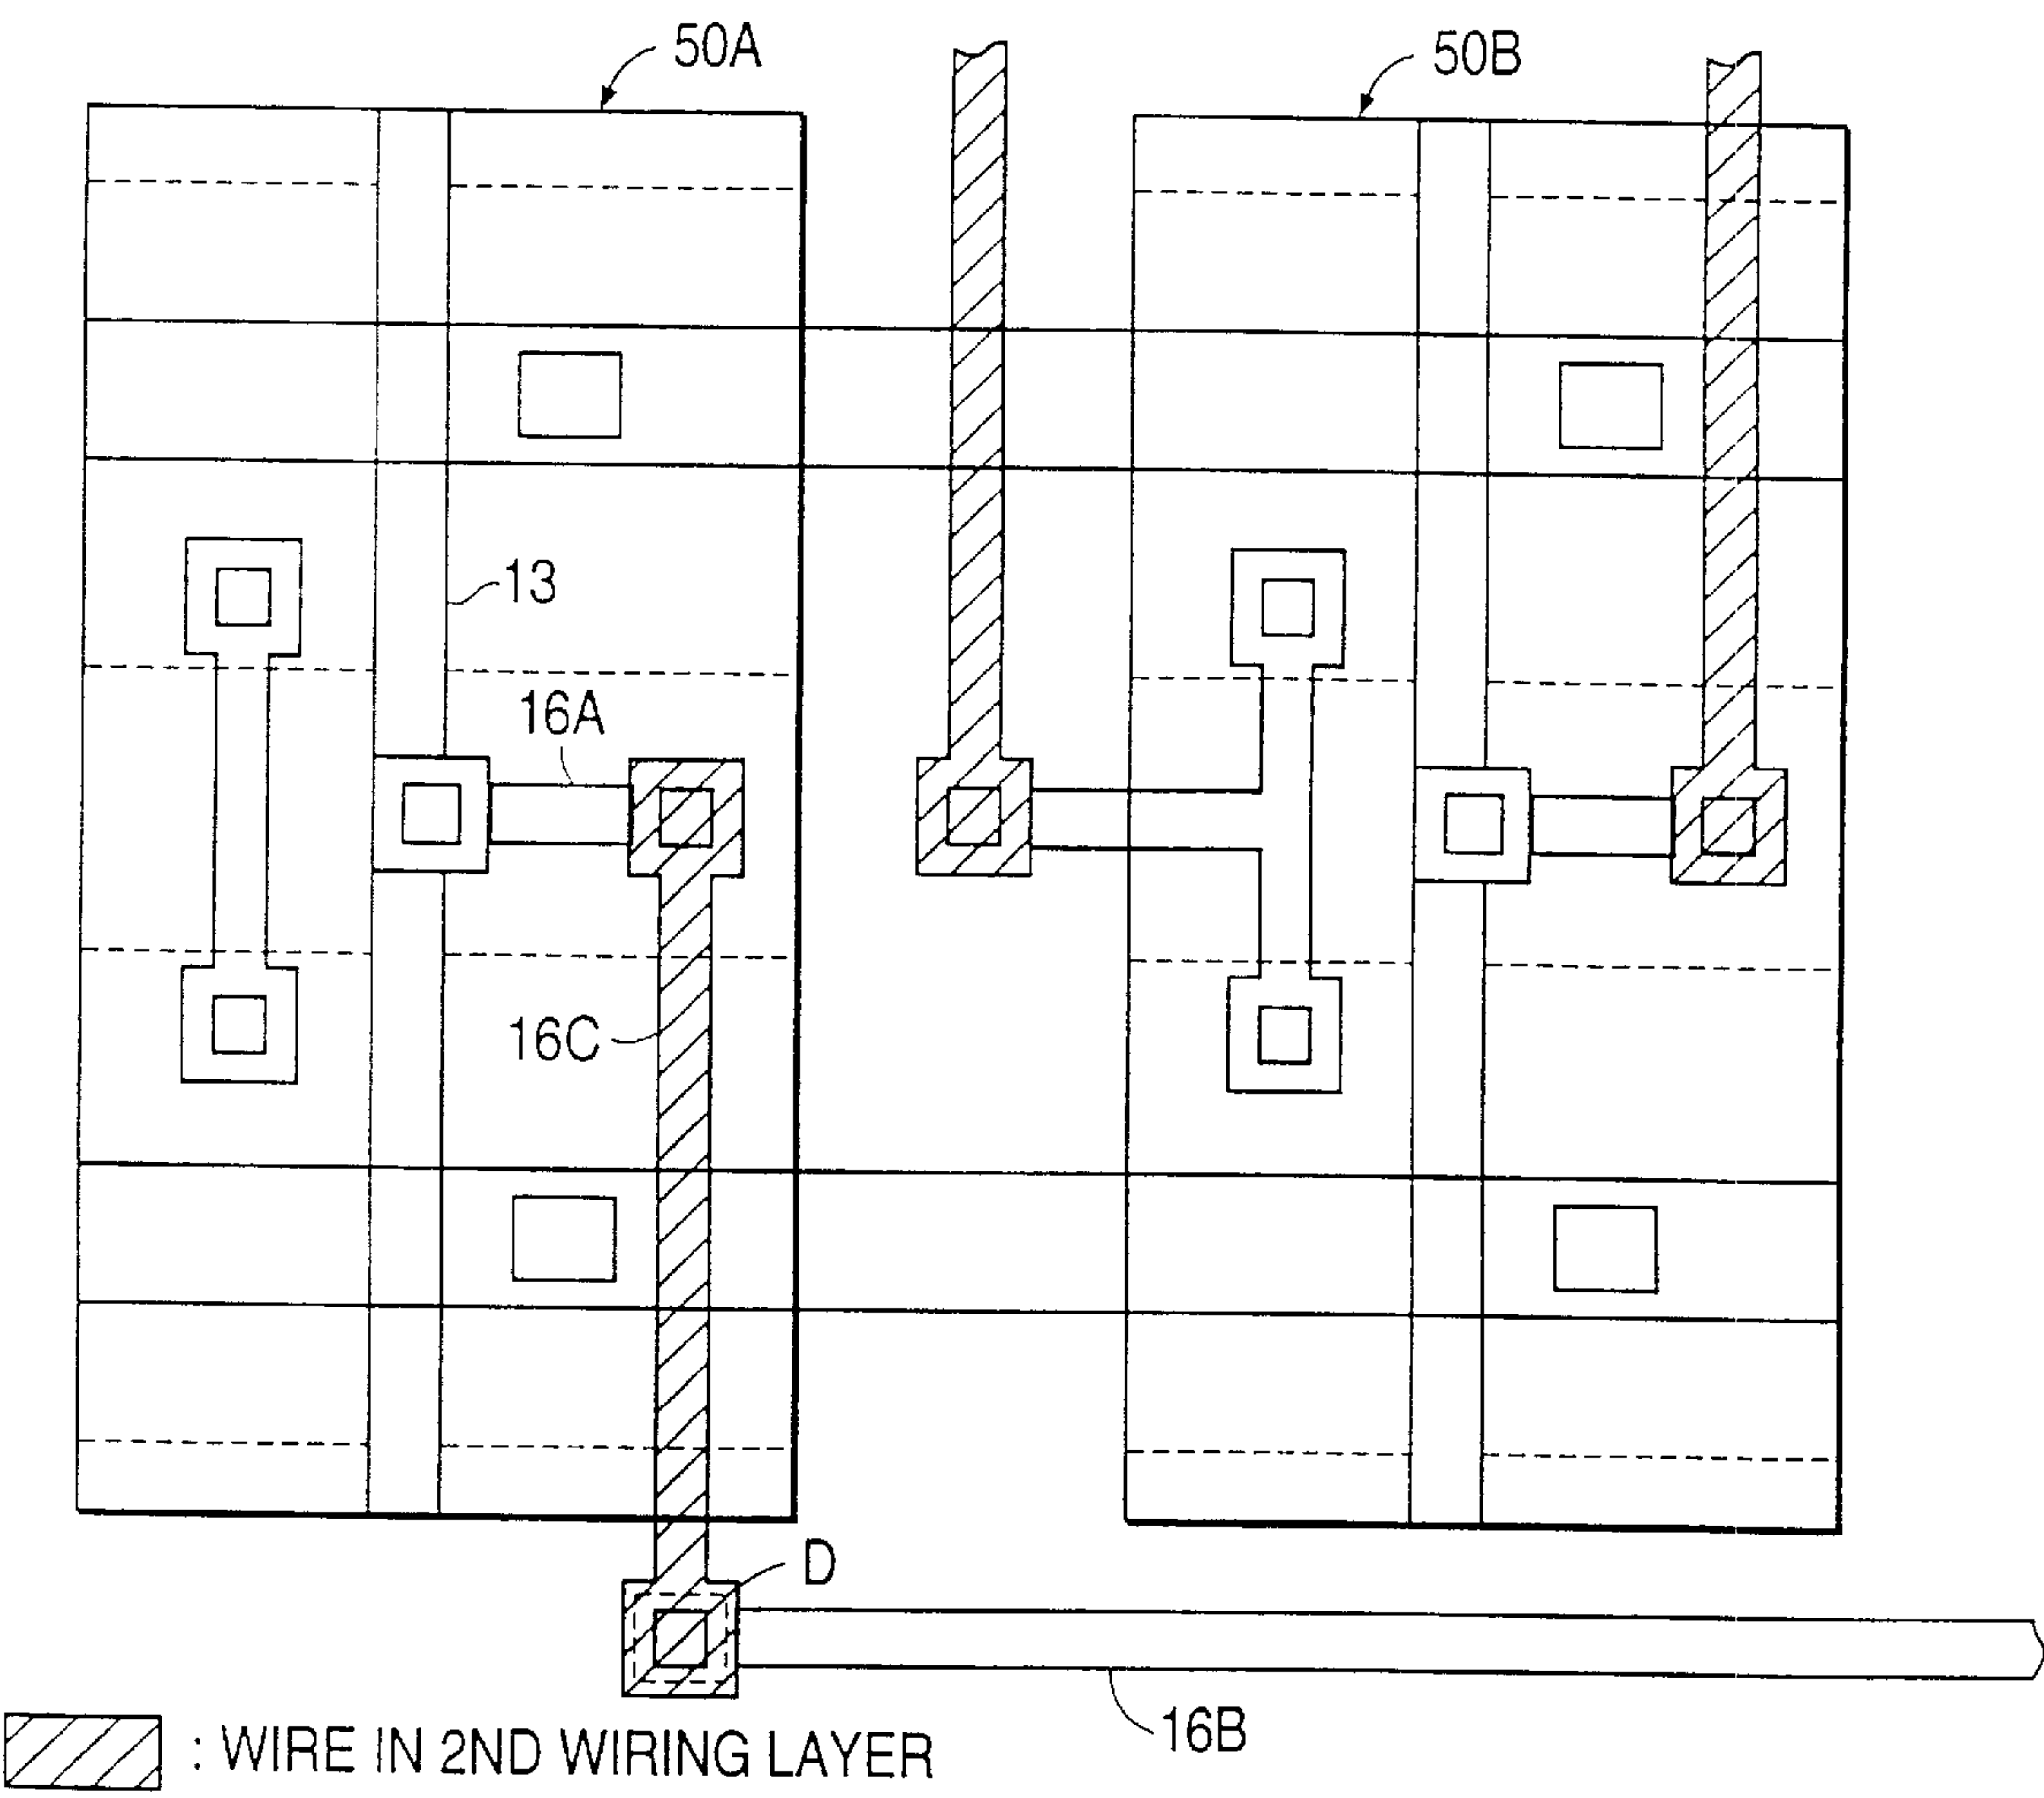 50A
50B
13
16A
16C
D
16B
: WIRE IN 2ND WIRING LAYER